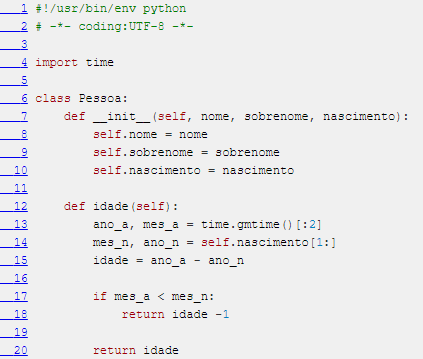 1 #!/usr/bin/env python
2 # -*- coding:UTF-8 -*-
3
4 import time
5
6 class Pessoa:
7     def __init__(self, nome, sobrenome, nascimento):
8         self.nome = nome
9         self.sobrenome = sobrenome
10         self.nascimento = nascimento
11
12     def idade(self):
13         ano_a, mes_a = time.gmtime()[:2]
14         mes_n, ano_n = self.nascimento[1:]
15         idade = ano_a - ano_n
16
17         if mes_a < mes_n:
18             return idade -1
19
20         return idade